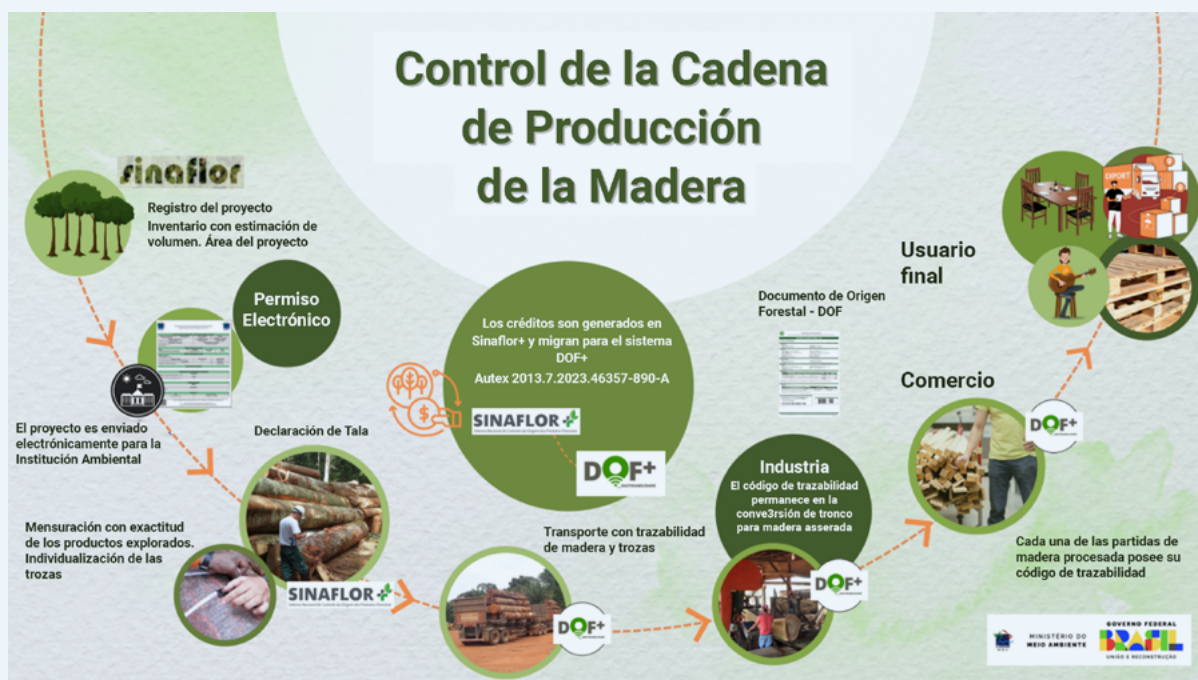 Control de la Cadena
de Producción
de la Madera
sinaflor
Registro del proyecto
Inventario con estimación de
volumen. Área del proyecto
Permiso
Electrónico
El proyecto es enviado
electrónicamente para la
Institución Ambiental
Declaración de Tala
Mensuración con exactitud
de los productos explorados.
Individualización de las
trozas
SINAFLOR+
Los créditos son generados en
Sinaflor+ y migran para el sistema
DOF+
Autex 2013.7.2023.46357-890-A
SINAFLOR+
DOF+
RASTREABILIDADE
Transporte con trazabilidad
de madera y trozas
DOF+
Industria
El código de trazabilidad
permanece en la
conve3rsión de tronco
para madera asserada
DOF+
Documento de Origen
Forestal - DOF
Comercio
DOF+
Cada una de las partidas de
madera procesada posee su
código de trazabilidad
Usuario
final
EXPORT
MINISTÉRIO DO
MEIO AMBIENTE
GOVERNO FEDERAL
BRASIL
UNIÃO E RECONSTRUÇÃO